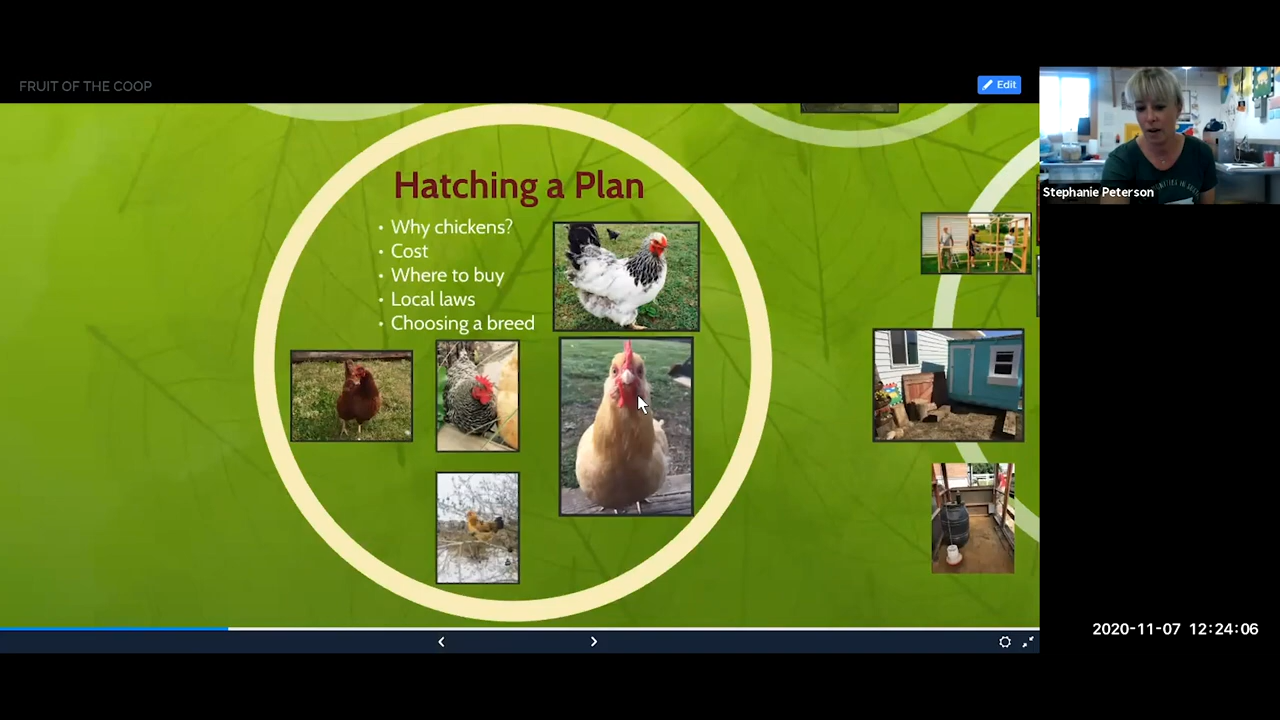 FRUIT OF THE COOP
Edit
Stephanie Peterson
Hatching a Plan
• Why chickens?
• Cost
• Where to buy
• Local laws
• Choosing a breed
2020-11-07 12:24:06